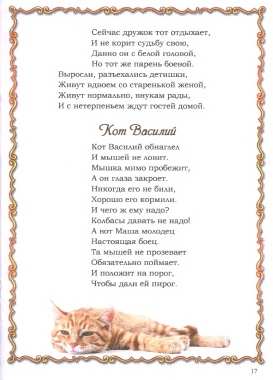 Сейчас дружок тот отдыхает,
И не корит судьбу свою,
Давно он с белой головой,
Но тот же парень боевой.
Выросли, разъехались детишки,
Живут вдвоем со старенькой женой,
Живут нормально, внукам рады,
И с нетерпеньем ждут гостей домой.
Кот Василий
Кот Василий обнаглел
И мышей не ловит.
Мышка мимо пробежит,
А он глаза закроет.
Никогда его не били,
Хорошо его кормили.
И чего ж ему надо?
Колбасы давать не надо!
А вот Маша молодец
Настоящая боец.
Та мышей не прозевает
Обязательно поймает.
И положит на порог,
Чтобы дали ей пирог.
17